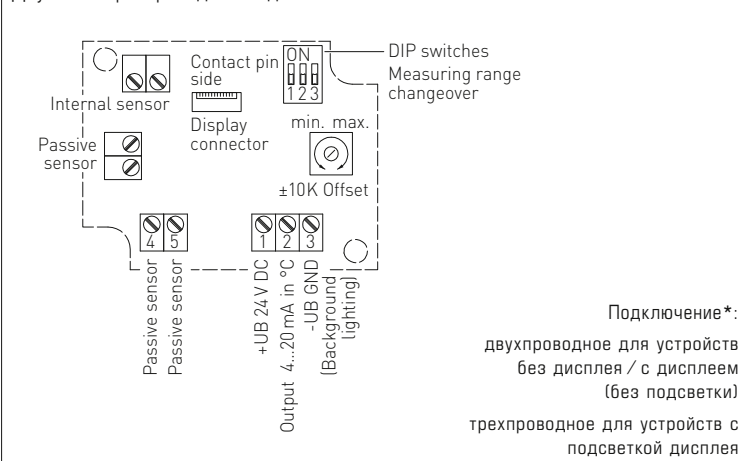 ON
1 2 3
DIP switches
Measuring range
changeover
Contact pin
side
Internal sensor
Display
connector
min. max.
Passive
sensor
±10K Offset
4 5
1 2 3
Passive sensor
Passive sensor
+UB 24 V DC
Output 4...20 mA in °C
-UB GND
(Background
lighting)
Подключение*:
двухпроводное для устройств
без дисплея / с дисплеем
(без подсветки)
трехпроводное для устройств с
подсветкой дисплея